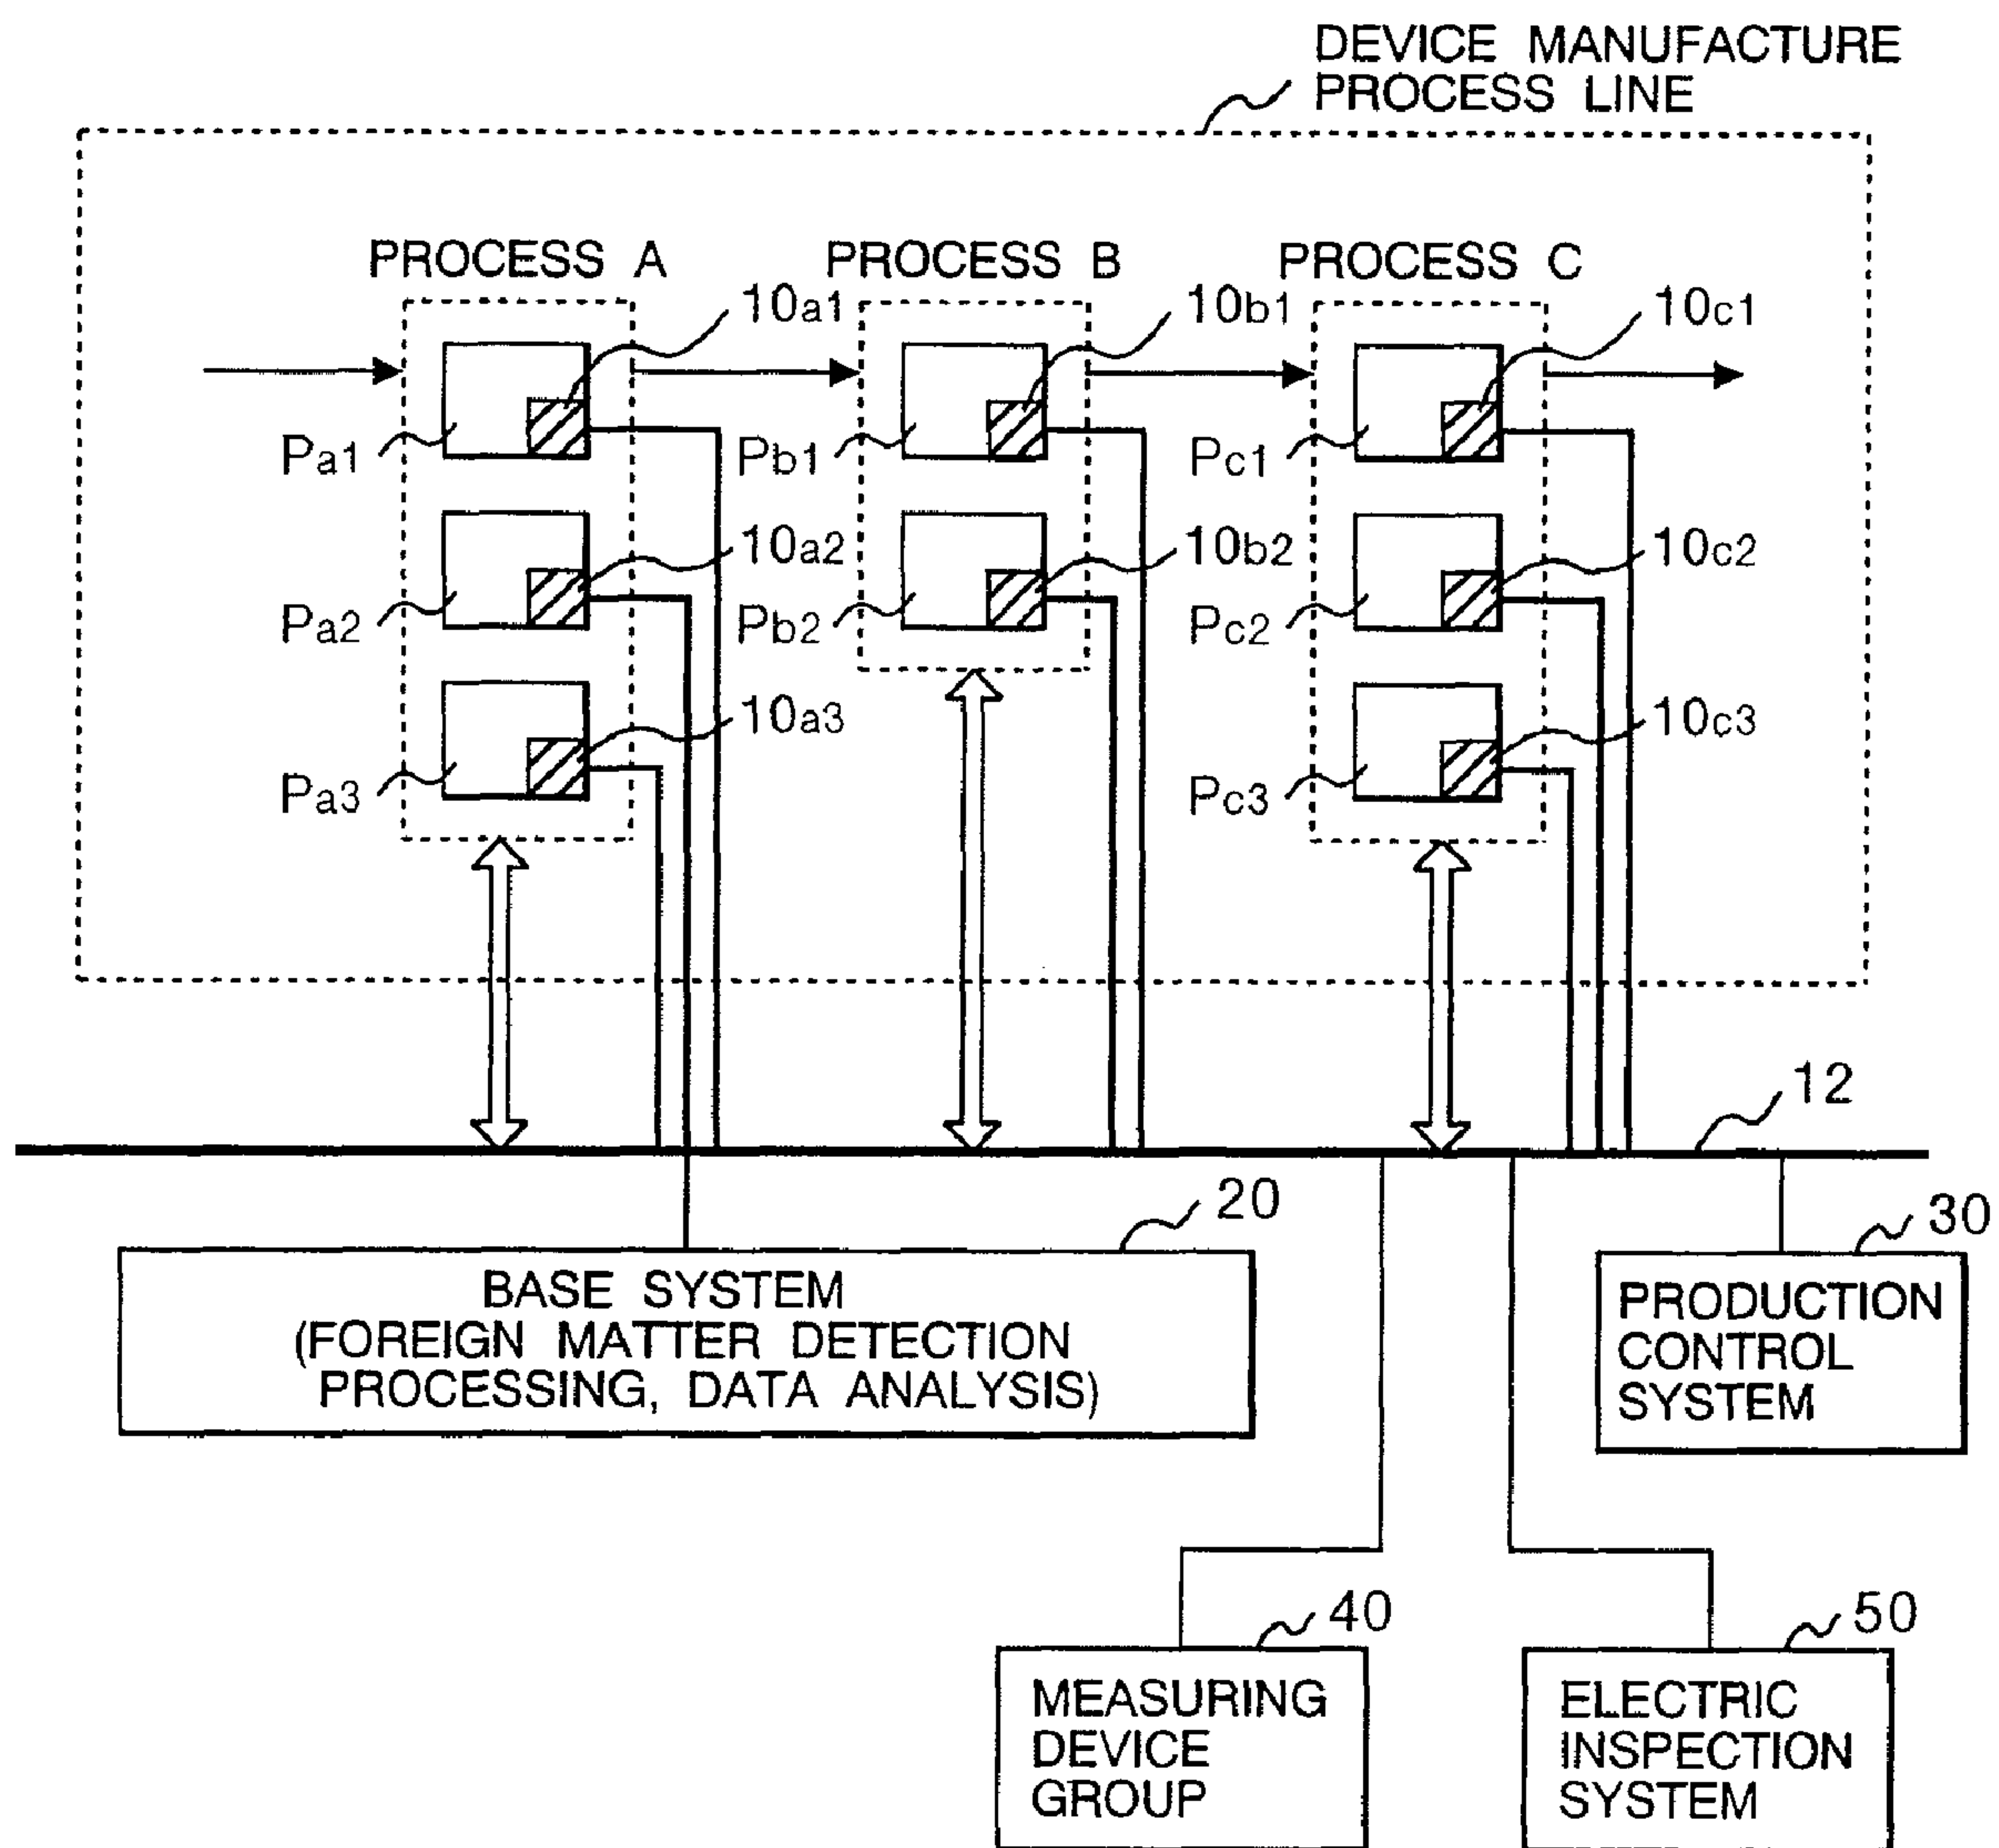 DEVICE MANUFACTURE
PROCESS LINE
PROCESS A
PROCESS B
PROCESS C
10a1
10b1
10c1
Pa1
Pb1
Pc1
10a2
10b2
10c2
Pa2
Pb2
Pc2
10a3
10c3
Pa3
Pc3
12
20
30
BASE SYSTEM
(FOREIGN MATTER DETECTION
PROCESSING, DATA ANALYSIS)
PRODUCTION
CONTROL
SYSTEM
40
50
MEASURING
DEVICE
GROUP
ELECTRIC
INSPECTION
SYSTEM